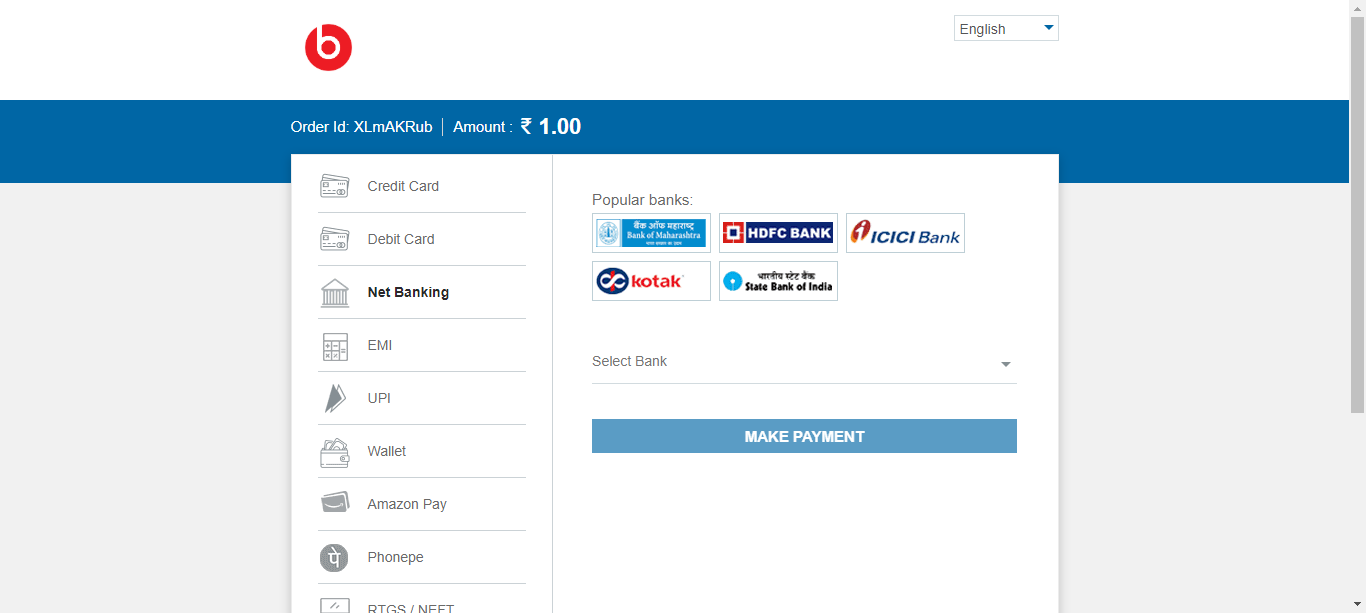 English
Order Id: XLmAKRub
Amount : ₹ 1.00
Credit Card
Debit Card
Net Banking
EMI
UPI
Wallet
Amazon Pay
Phonepe
RTGS / NEFT
Popular banks:
बैंक ऑफ महाराष्ट्र
Bank of Maharashtra
HDFC BANK
ICICI Bank
kotak
भारतीय स्टेट बैंक
State Bank of India
Select Bank
MAKE PAYMENT